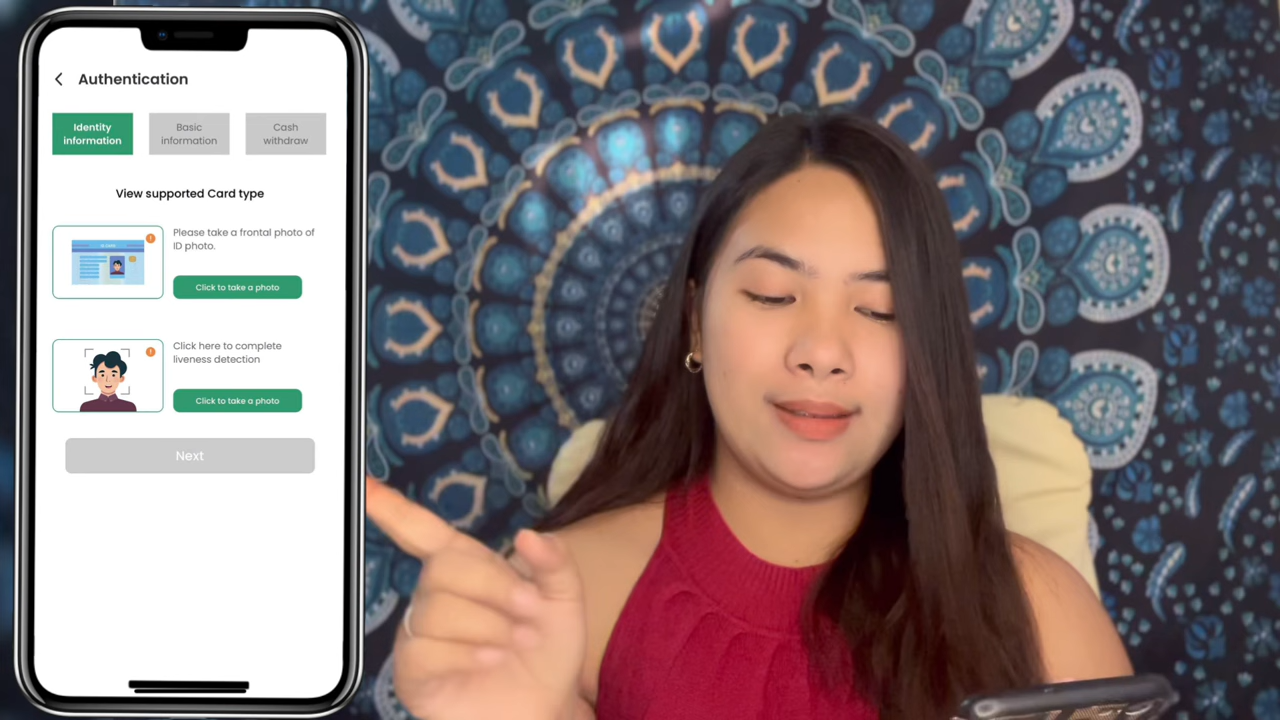 Authentication
Identity
information
Basic
information
Cash
withdraw
View supported Card type
Please take a frontal photo of
ID photo.
Click to take a photo
Click here to complete
liveness detection
Click to take a photo
Next